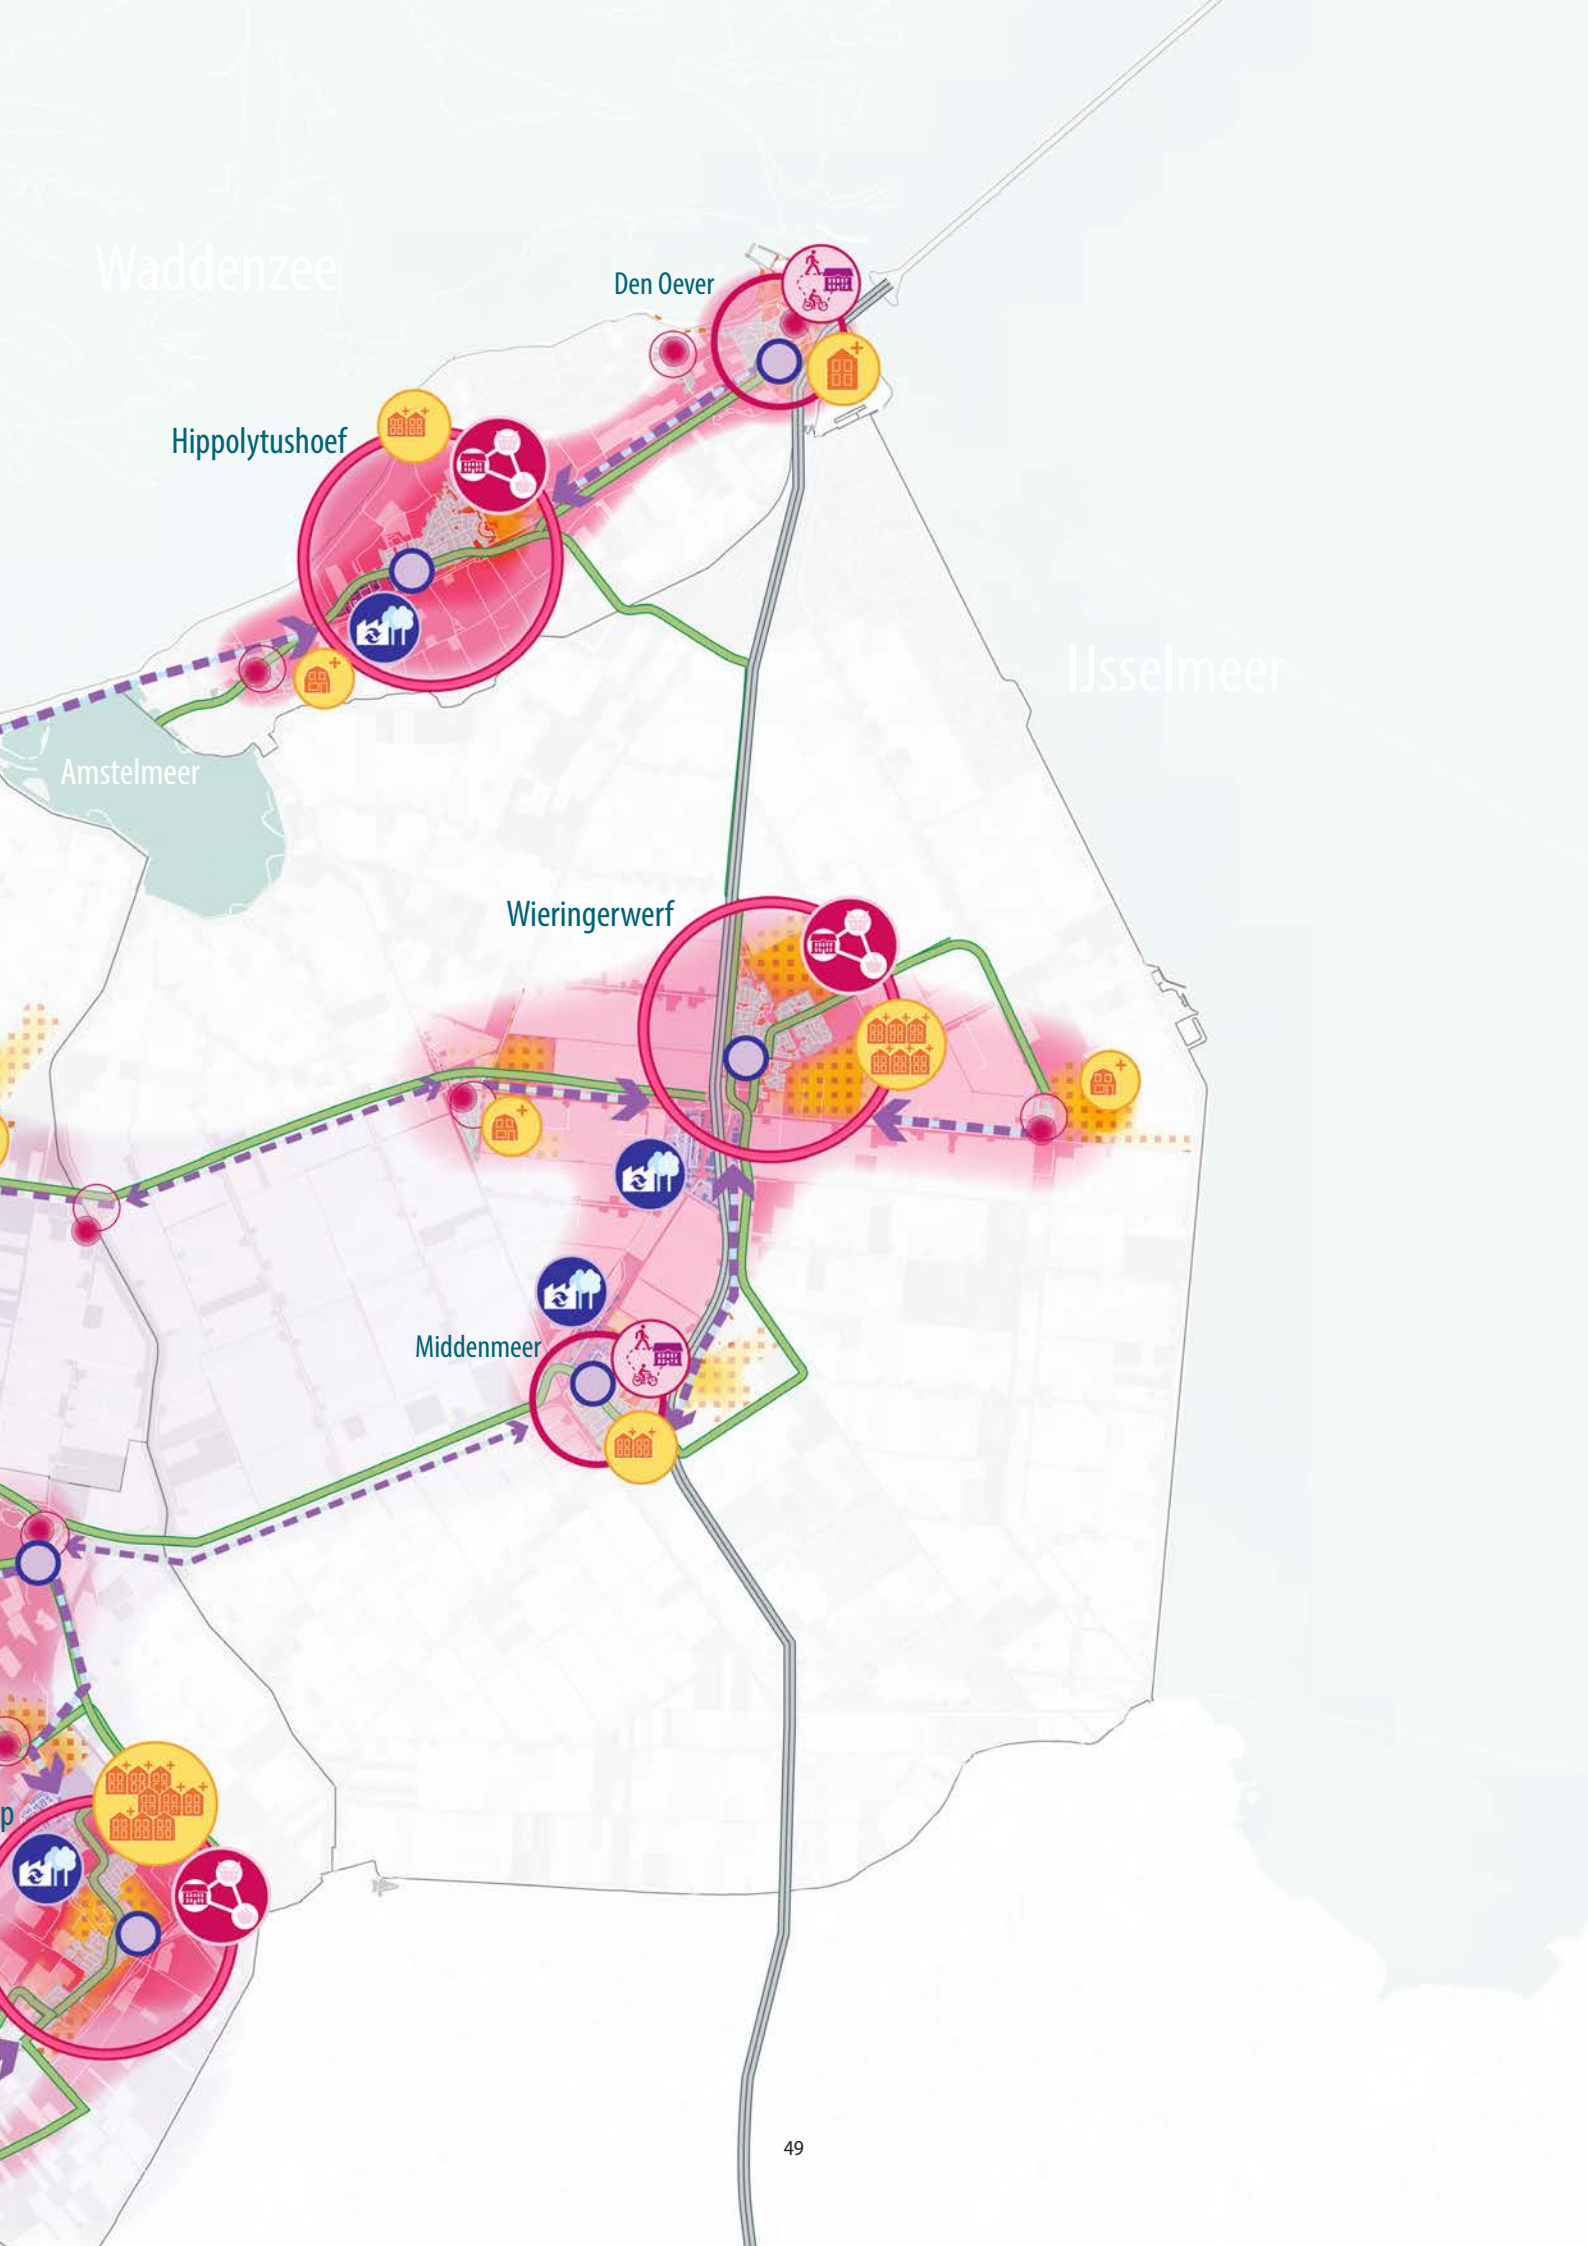 Waddenzee
Den Oever
Hippolytushoef
IJsselmeer
Amstelmeer
Wieringerwerf
Middenmeer
p
49